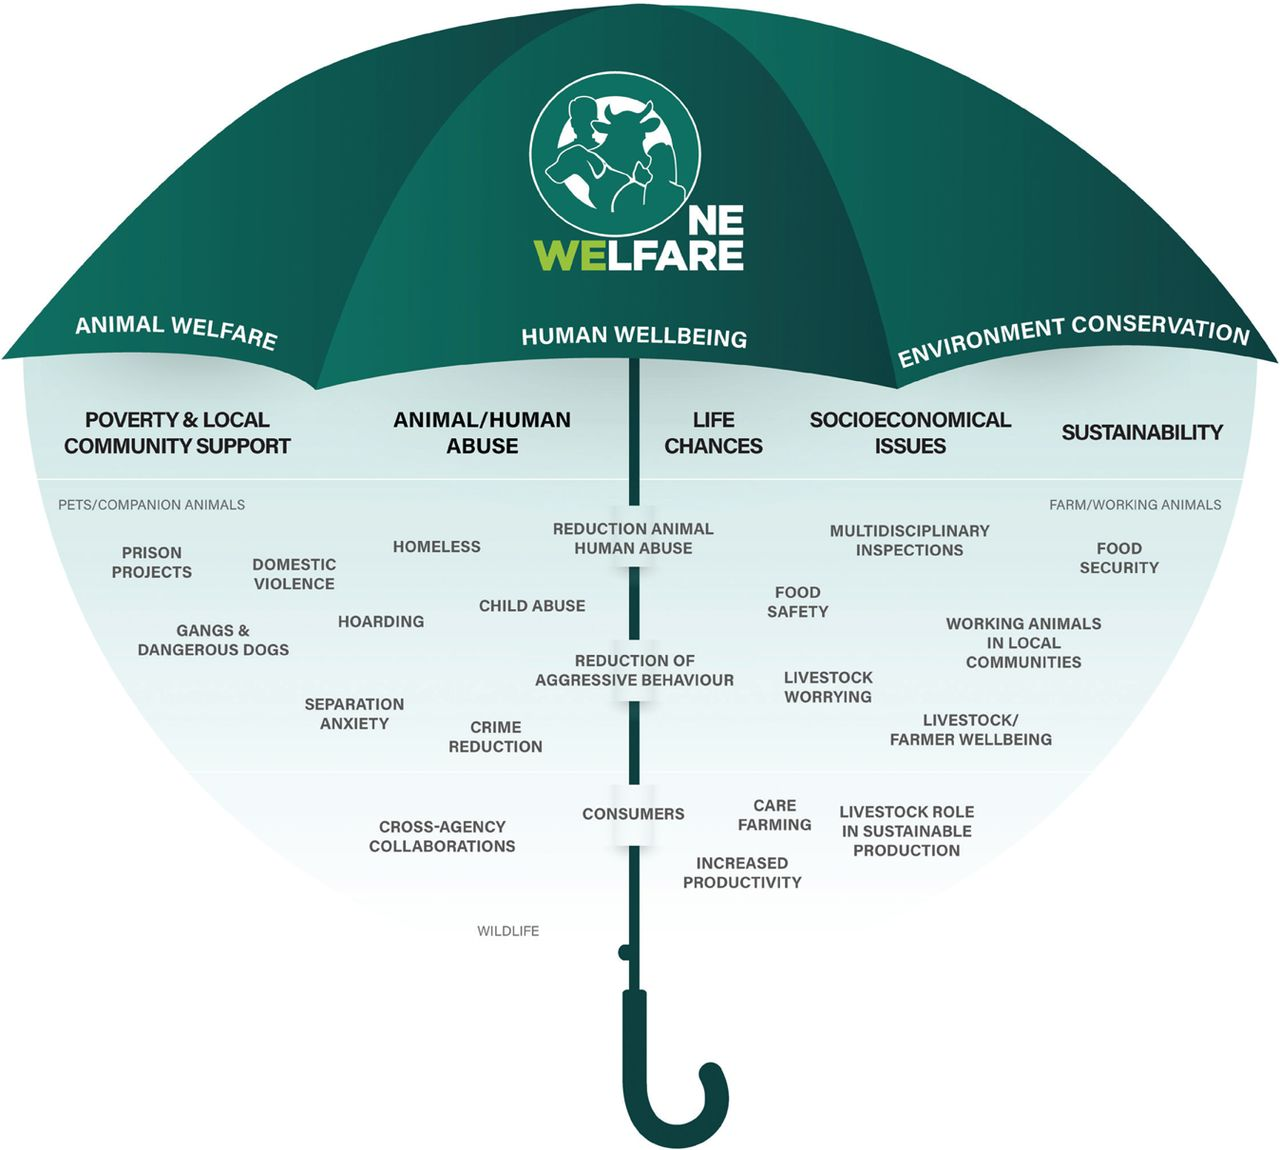 NE
WELFARE
ANIMAL WELFARE
HUMAN WELLBEING
ENVIRONMENT CONSERVATION
POVERTY & LOCAL
COMMUNITY SUPPORT
ANIMAL/HUMAN
ABUSE
LIFE
CHANCES
SOCIOECONOMICAL
ISSUES
SUSTAINABILITY
PETS/COMPANION ANIMALS
FARM/WORKING ANIMALS
PRISON
PROJECTS
DOMESTIC
VIOLENCE
HOMELESS
REDUCTION ANIMAL
HUMAN ABUSE
MULTIDISCIPLINARY
INSPECTIONS
FOOD
SECURITY
GANGS &
DANGEROUS DOGS
HOARDING
CHILD ABUSE
FOOD
SAFETY
WORKING ANIMALS
IN LOCAL
COMMUNITIES
REDUCTION OF
AGGRESSIVE BEHAVIOUR
LIVESTOCK
WORRYING
SEPARATION
ANXIETY
CRIME
REDUCTION
LIVESTOCK/
FARMER WELLBEING
CROSS-AGENCY
COLLABORATIONS
CONSUMERS
CARE
FARMING
LIVESTOCK ROLE
IN SUSTAINABLE
PRODUCTION
INCREASED
PRODUCTIVITY
WILDLIFE